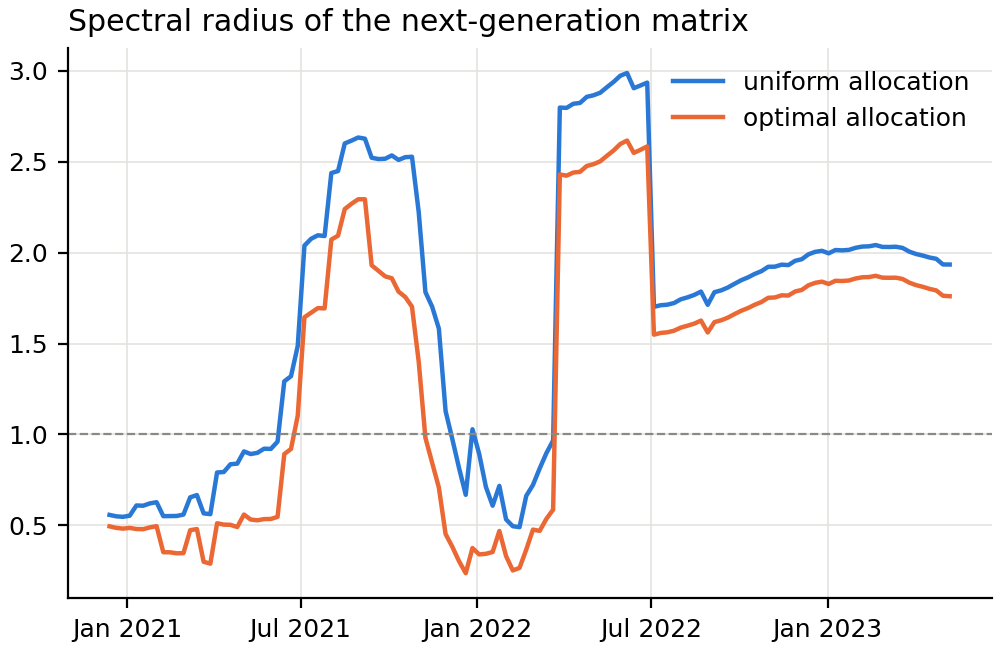 Spectral radius of the next-generation matrix
uniform allocation
optimal allocation
3.0
2.5
2.0
1.5
1.0
0.5
Jan 2021
Jul 2021
Jan 2022
Jul 2022
Jan 2023